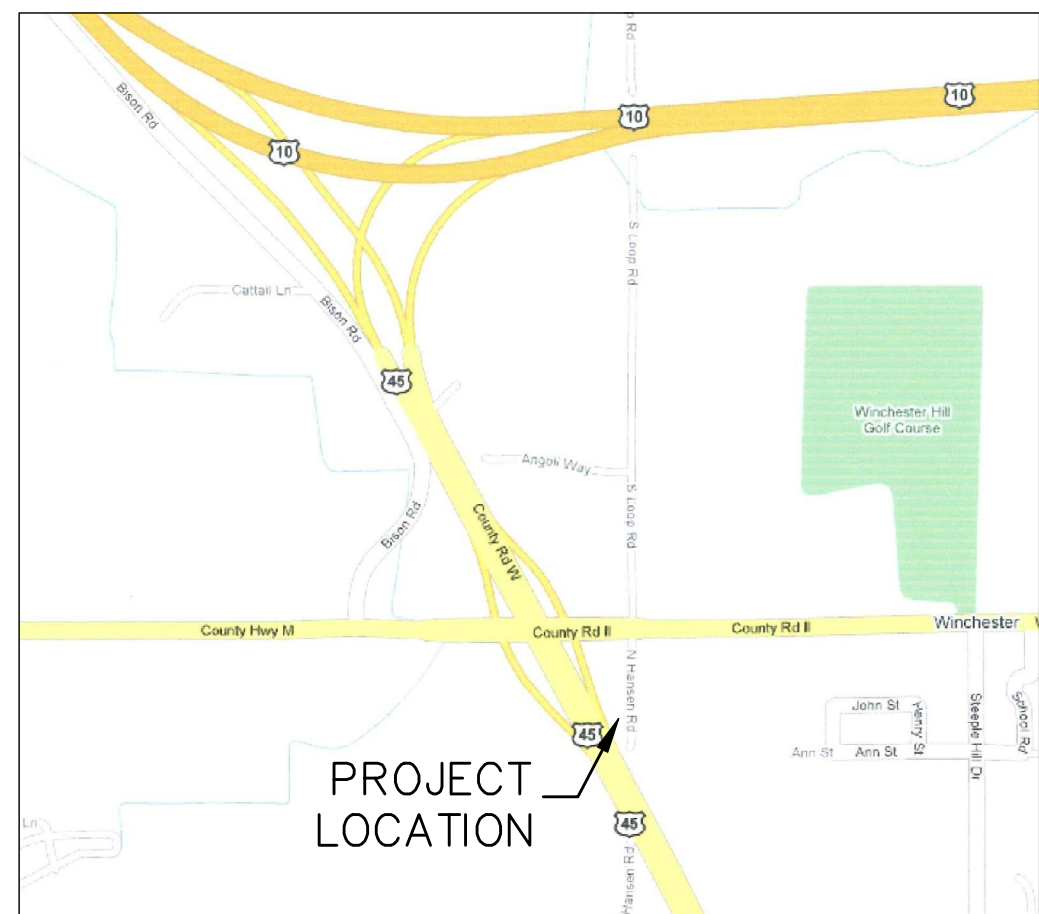 p Rd
Bison Rd
10
10
10
S Loop Rd
Cattail Ln
Bison Rd
45
Winchester Hill
Golf Course
Angoli Way
S Loop Rd
County Rd W
Bison Rd
County Hwy M
County Rd II
County Rd II
Winchester
N Hansen Rd
John St
Henry St
Steeple Hill Dr
School Rd
45
Ann St
Ann St
PROJECT
LOCATION
Ln
45
Hansen Rd